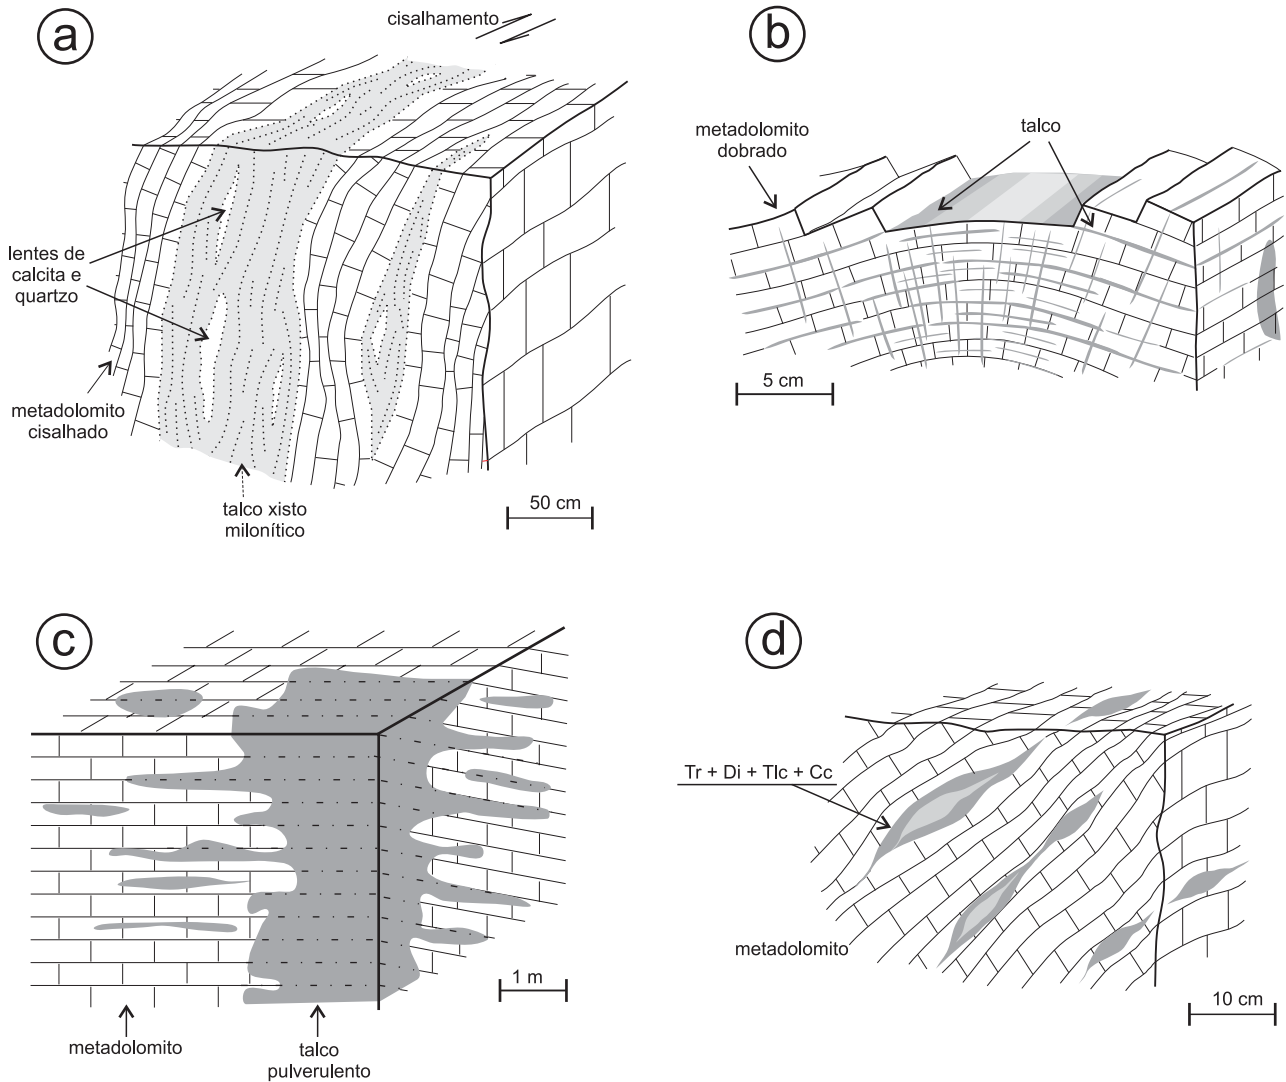 a
cisalhamento
lentes de
calcita e
quartzo
metadolomito
cisalhado
talco xisto
milonítico
50 cm
b
metadolomito
dobrado
talco
5 cm
c
metadolomito
talco
pulverulento
1 m
d
Tr + Di + Tlc + Cc
metadolomito
10 cm